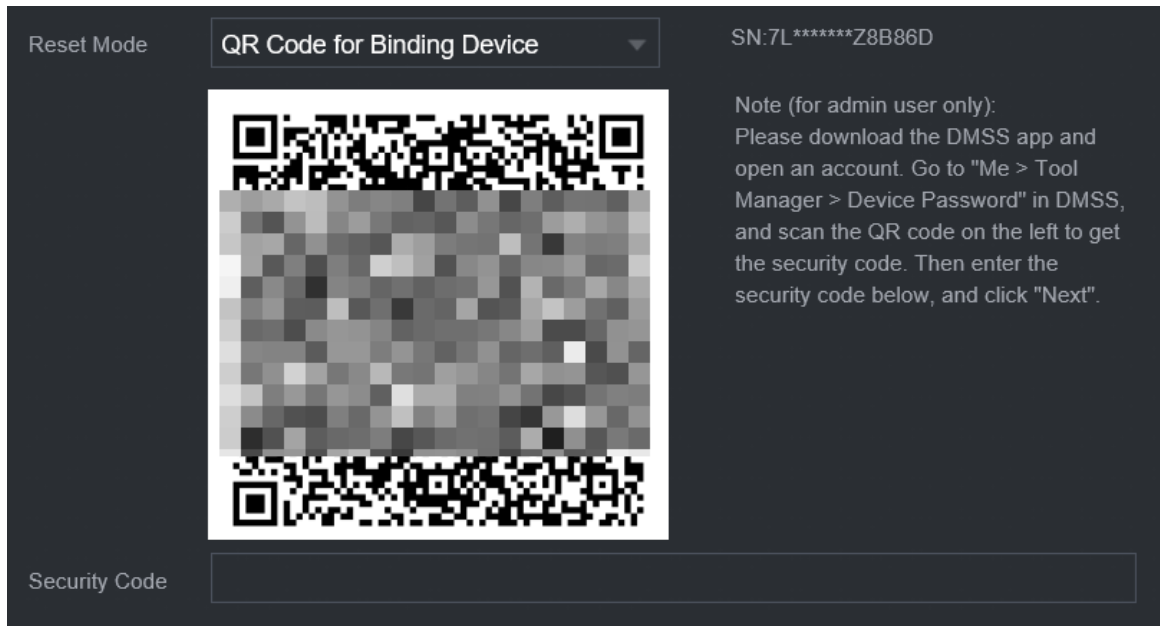 Reset Mode
QR Code for Binding Device
SN:7L*******Z8B86D
Note (for admin user only):
Please download the DMSS app and
open an account. Go to "Me > Tool
Manager > Device Password" in DMSS,
and scan the QR code on the left to get
the security code. Then enter the
security code below, and click "Next".
Security Code